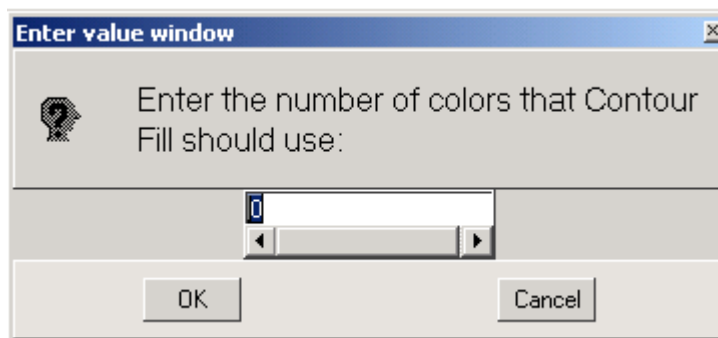 Enter value window
Enter the number of colors that Contour
Fill should use:
0
OK Cancel